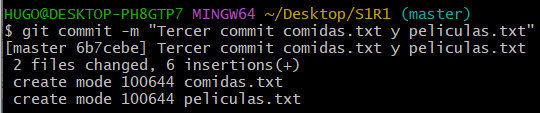 HUGO@DESKTOP-PH8GTP7 MINGW64 ~/Desktop/S1R1 (master)
$ git commit -m "Tercer commit comidas.txt y peliculas.txt"
[master 6b7cebe] Tercer commit comidas.txt y peliculas.txt
 2 files changed, 6 insertions(+)
 create mode 100644 comidas.txt
 create mode 100644 peliculas.txt